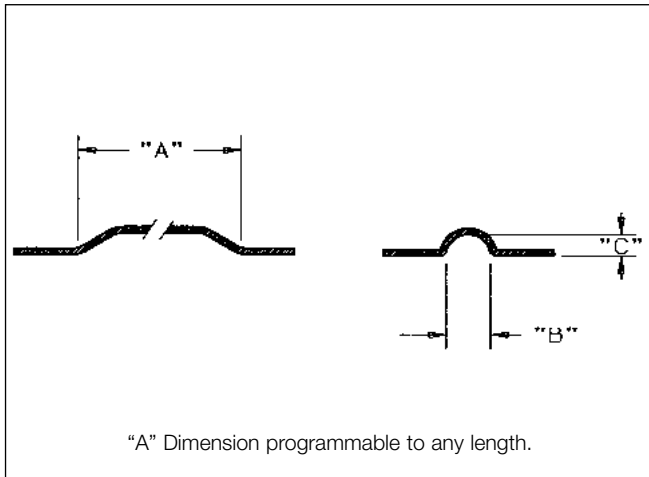 "A"
"C"
"B"
“A” Dimension programmable to any length.